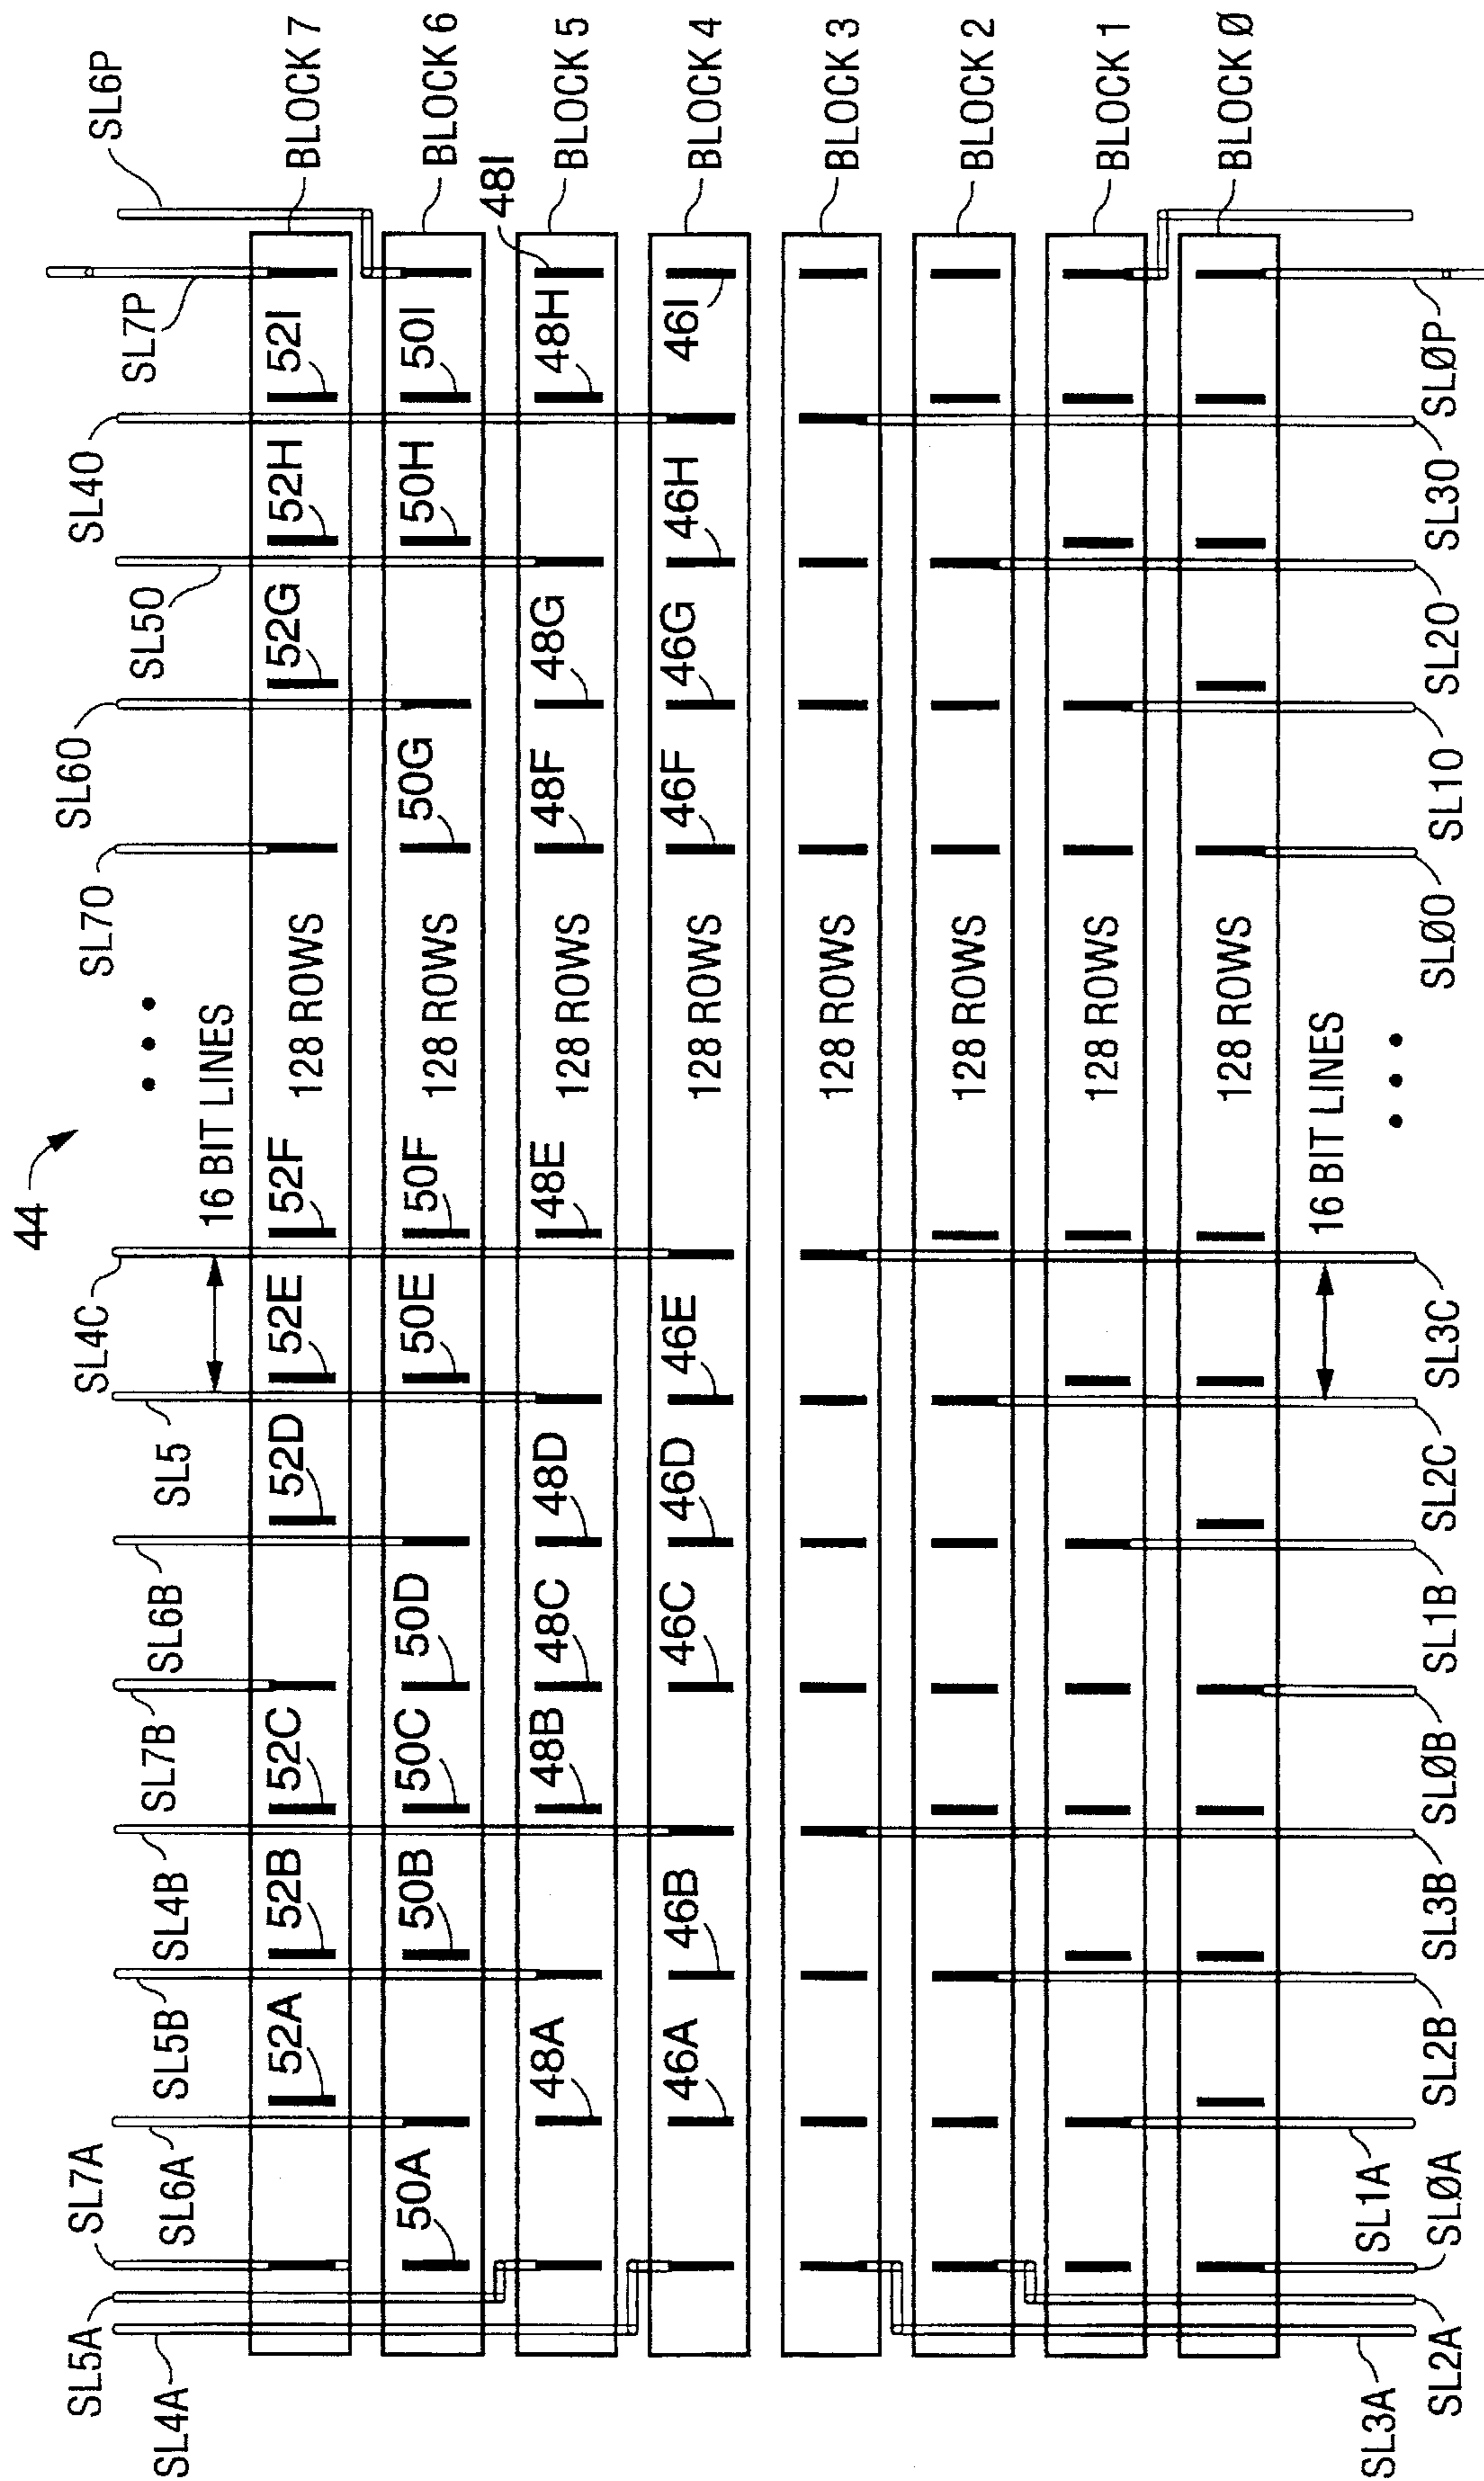 44
SL6P
SL7P
SL40
SL50
SL60
SL70
• • •
16 BIT LINES
SL4C
SL5
SL6B
SL7B
SL4B
SL5B
SL6A
SL7A
SL5A
SL4A
BLOCK 7
52I
52H
52G
128 ROWS
52F
52E
52D
52C
52B
52A
BLOCK 6
50I
50H
50G
128 ROWS
50F
50E
50D
50C
50B
50A
BLOCK 5
48I
48H
48G
48F
128 ROWS
48E
48D
48C
48B
48A
BLOCK 4
46I
46H
46G
46F
128 ROWS
46E
46D
46C
46B
46A
BLOCK 3
128 ROWS
BLOCK 2
128 ROWS
BLOCK 1
128 ROWS
BLOCK Ø
128 ROWS
16 BIT LINES
• • •
SLØP
SL30
SL20
SL10
SLØ0
SL3C
SL2C
SL1B
SLØB
SL3B
SL2B
SL1A
SLØA
SL2A
SL3A